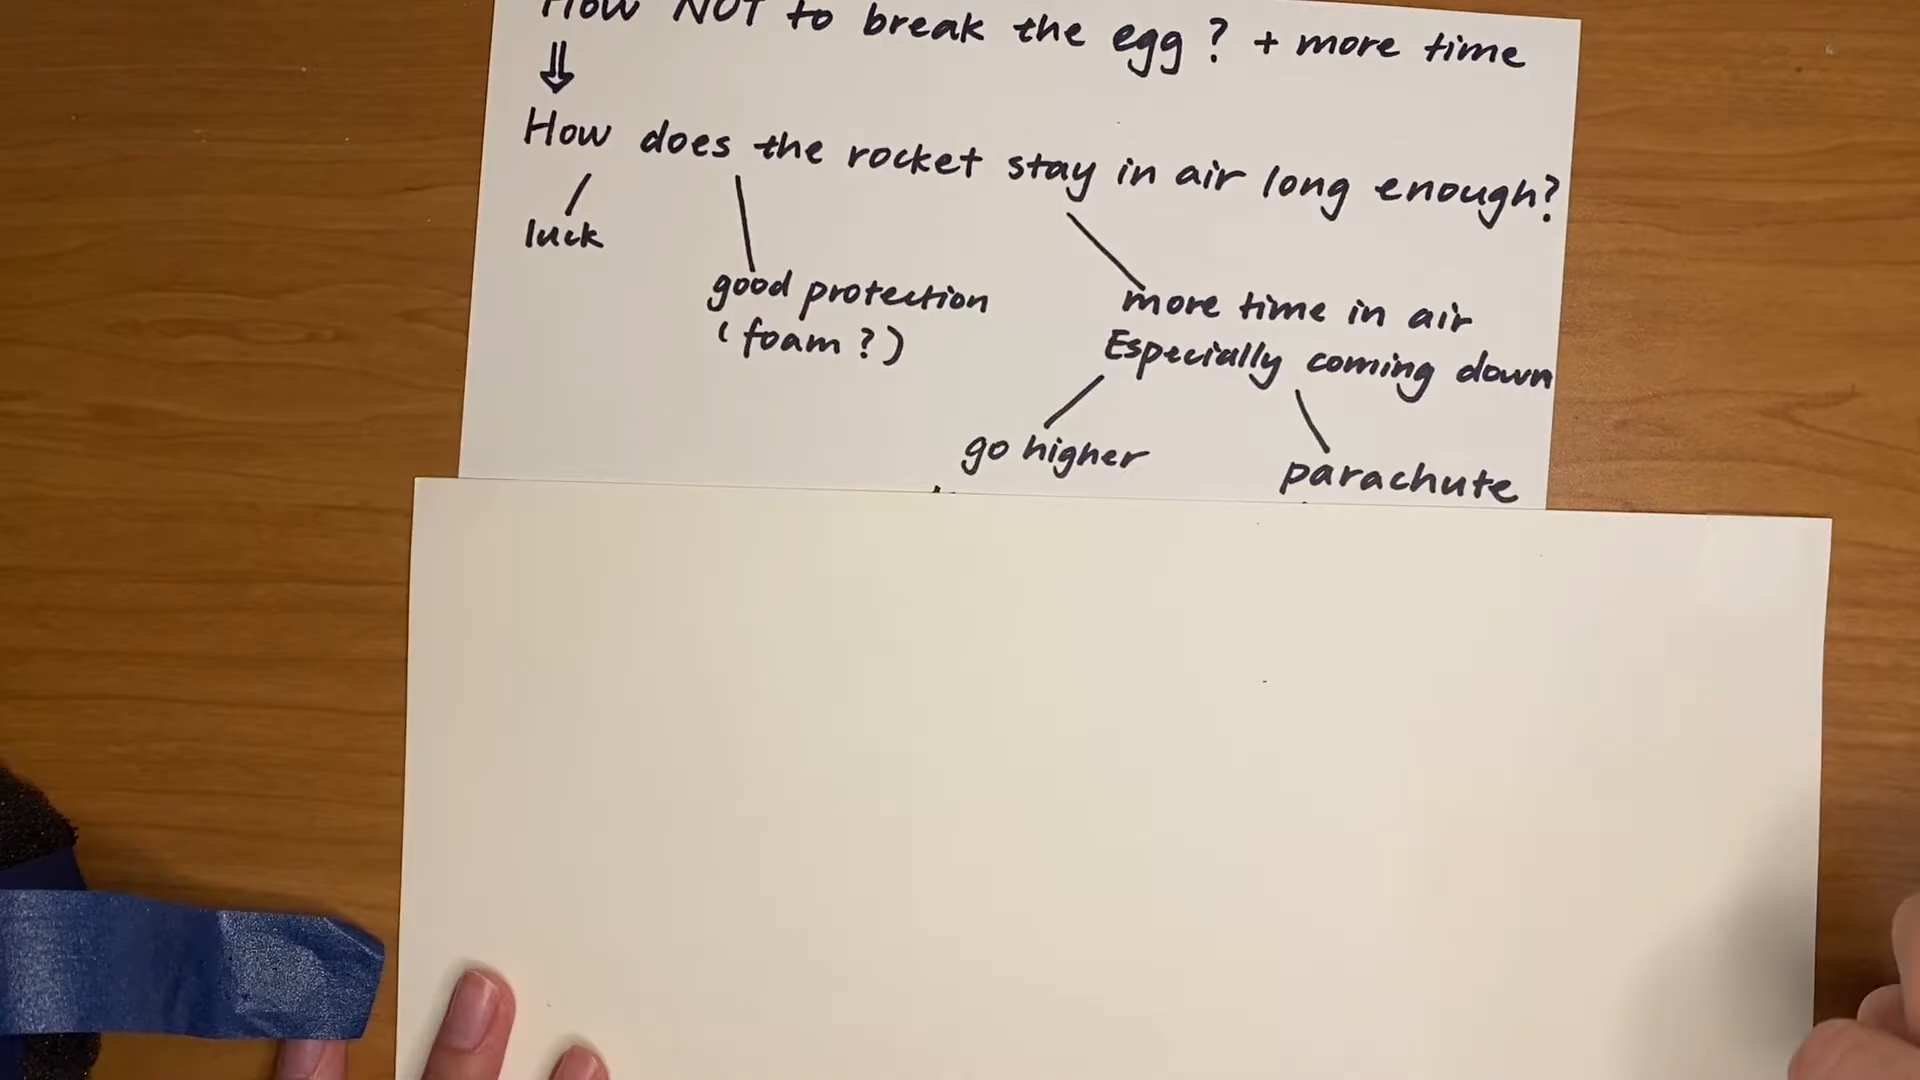 How NOT to break the egg? + more time
⇓
How does the rocket stay in air long enough?
luck
good protection
(foam?)
more time in air
Especially coming down
go higher
parachute